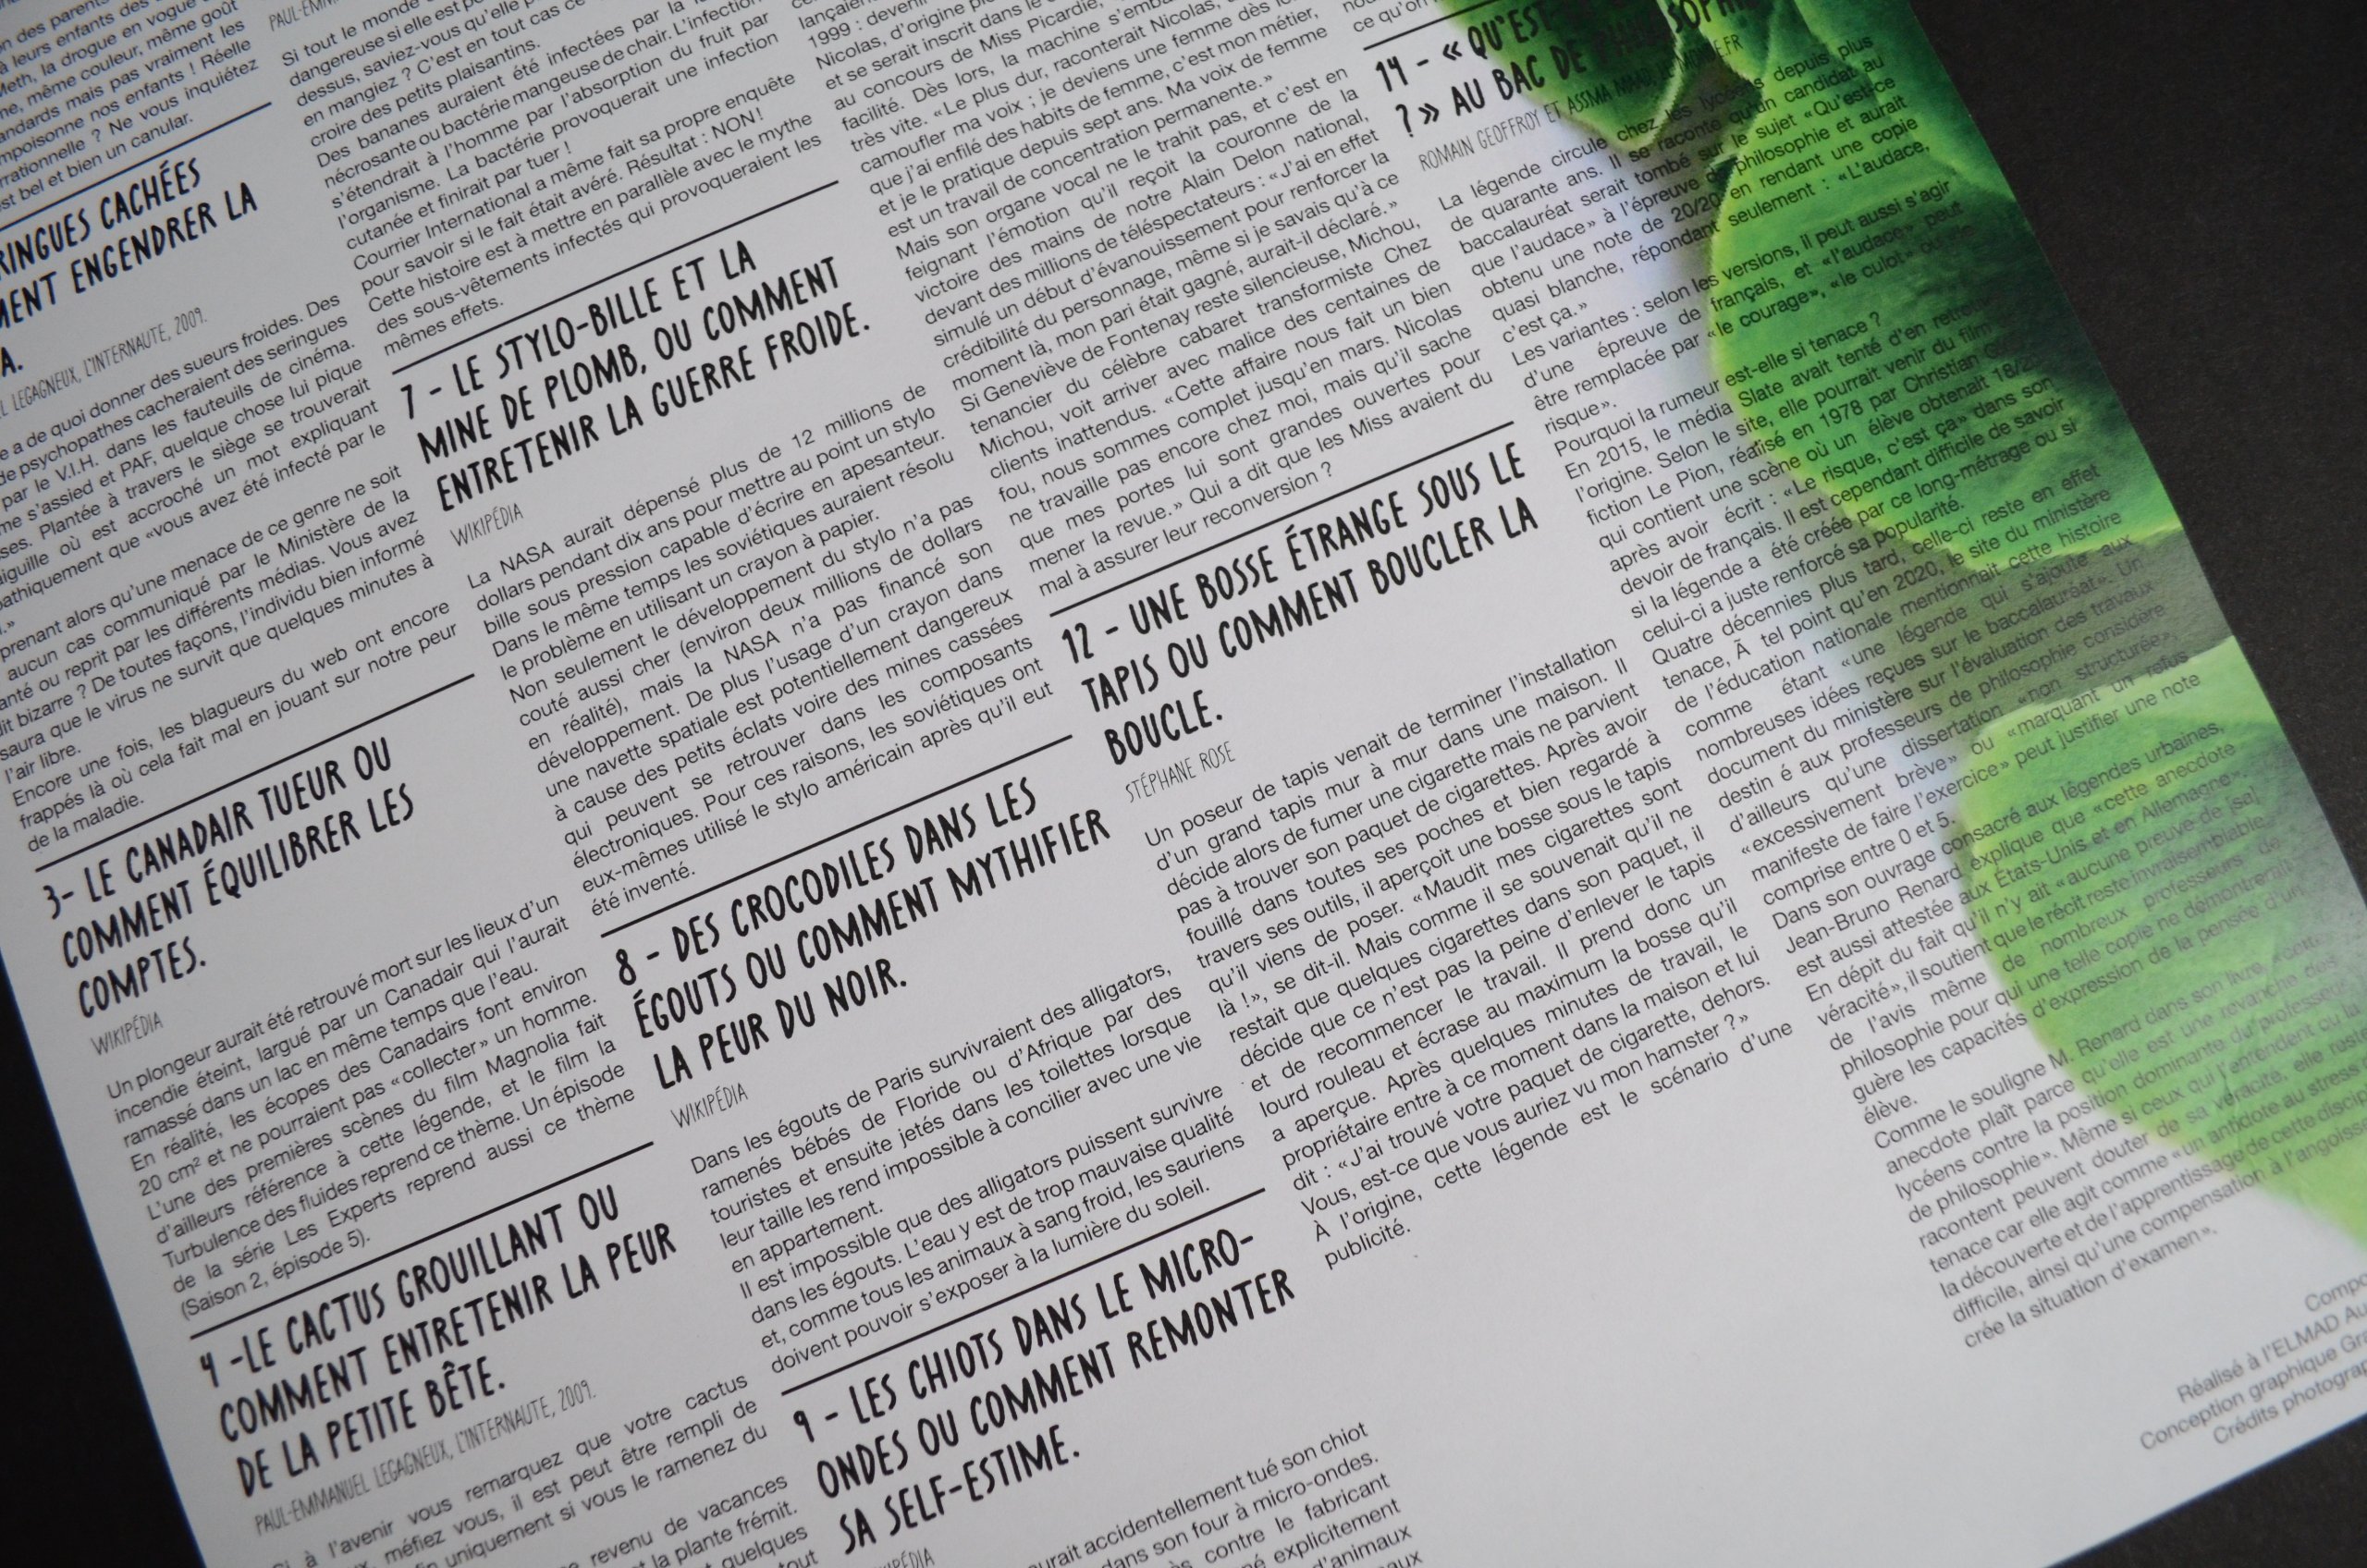 n des parents
à leurs enfants des
Meth, la drogue en vogue
me, même couleur, même goût
andards mais pas vraiment les
mpoisonne nos enfants ! Réelle
rrationnelle ? Ne vous inquiétez
est bel et bien un canular.
RINGUES CACHÉES
MENT ENGENDRER LA
A.
L LEGAGNEUX, L'INTERNAUTE, 2009.
e a de quoi donner des sueurs froides. Des
de psychopathes cacheraient des seringues
par le V.I.H. dans les fauteuils de cinéma.
me s'assied et PAF, quelque chose lui pique
ses. Plantée à travers le siège se trouverait
aiguille où est accroché un mot expliquant
pathiquement que «vous avez été infecté par le
.»
prenant alors qu'une menace de ce genre ne soit
aucun cas communiqué par le Ministère de la
anté ou reprit par les différents médias. Vous avez
dit bizarre ? De toutes façons, l'individu bien informé
saura que le virus ne survit que quelques minutes à
l'air libre.
Encore une fois, les blagueurs du web ont encore
frappés là où cela fait mal en jouant sur notre peur
de la maladie.
3- LE CANADAIR TUEUR OU
COMMENT ÉQUILIBRER LES
COMPTES.
WIKIPÉDIA
Un plongeur aurait été retrouvé mort sur les lieux d'un
incendie éteint, largué par un Canadair qui l'aurait
ramassé dans un lac en même temps que l'eau.
En réalité, les écopes des Canadairs font environ
20 cm² et ne pourraient pas «collecter» un homme.
L'une des premières scènes du film Magnolia fait
d'ailleurs référence à cette légende, et le film la
Turbulence des fluides reprend ce thème. Un épisode
de la série Les Experts reprend aussi ce thème
(Saison 2, épisode 5).
4 -LE CACTUS GROUILLANT OU
COMMENT ENTRETENIR LA PEUR
DE LA PETITE BÊTE.
PAUL-EMMANUEL LEGAGNEUX, L'INTERNAUTE, 2009.
Si à l'avenir vous remarquez que votre cactus
méfiez vous, il est peut être rempli de
uniquement si vous le ramenez du
revenu de vacances
la plante frémit.
quelques
tout
PAUL-EMM
Si tout le monde
dangereuse si elle est
dessus, saviez-vous qu'elle
en mangiez ? C'est en tout cas ce
croire des petits plaisantins.
Des bananes auraient été infectées par la
nécrosante ou bactérie mangeuse de chair. L'infection
s'étendrait à l'homme par l'absorption du fruit par
l'organisme. La bactérie provoquerait une infection
cutanée et finirait par tuer !
Courrier International a même fait sa propre enquête
pour savoir si le fait était avéré. Résultat : NON!
Cette histoire est à mettre en parallèle avec le mythe
des sous-vêtements infectés qui provoqueraient les
mêmes effets.
7 - LE STYLO-BILLE ET LA
MINE DE PLOMB, OU COMMENT
ENTRETENIR LA GUERRE FROIDE.
WIKIPÉDIA
La NASA aurait dépensé plus de 12 millions de
dollars pendant dix ans pour mettre au point un stylo
bille sous pression capable d'écrire en apesanteur.
Dans le même temps les soviétiques auraient résolu
le problème en utilisant un crayon à papier.
Non seulement le développement du stylo n'a pas
couté aussi cher (environ deux millions de dollars
en réalité), mais la NASA n'a pas financé son
développement. De plus l'usage d'un crayon dans
une navette spatiale est potentiellement dangereux
à cause des petits éclats voire des mines cassées
qui peuvent se retrouver dans les composants
électroniques. Pour ces raisons, les soviétiques ont
eux-mêmes utilisé le stylo américain après qu'il eut
été inventé.
8 - DES CROCODILES DANS LES
ÉGOUTS OU COMMENT MYTHIFIER
LA PEUR DU NOIR.
WIKIPÉDIA
Dans les égouts de Paris survivraient des alligators,
ramenés bébés de Floride ou d'Afrique par des
touristes et ensuite jetés dans les toilettes lorsque
leur taille les rend impossible à concilier avec une vie
en appartement.
Il est impossible que des alligators puissent survivre
dans les égouts. L'eau y est de trop mauvaise qualité
et, comme tous les animaux à sang froid, les sauriens
doivent pouvoir s'exposer à la lumière du soleil.
9 - LES CHIOTS DANS LE MICRO-
ONDES OU COMMENT REMONTER
SA SELF-ESTIME.
KIPÉDIA
urait accidentellement tué son chiot
dans son four à micro-ondes.
ès contre le fabricant
né explicitement
d'animaux
lançaient
1999 : deveni
Nicolas, d'origine
et se serait inscrit dans le
au concours de Miss Picardie,
facilité. Dès lors, la machine s'emba
très vite. «Le plus dur, raconterait Nicolas,
camoufler ma voix ; je deviens une femme dès lo
que j'ai enfilé des habits de femme, c'est mon métier,
et je le pratique depuis sept ans. Ma voix de femme
est un travail de concentration permanente.»
Mais son organe vocal ne le trahit pas, et c'est en
feignant l'émotion qu'il reçoit la couronne de la
victoire des mains de notre Alain Delon national,
devant des millions de téléspectateurs : «J'ai en effet
simulé un début d'évanouissement pour renforcer la
crédibilité du personnage, même si je savais qu'à ce
moment là, mon pari était gagné, aurait-il déclaré.»
Si Geneviève de Fontenay reste silencieuse, Michou,
tenancier du célèbre cabaret transformiste Chez
Michou, voit arriver avec malice des centaines de
clients inattendus. «Cette affaire nous fait un bien
fou, nous sommes complet jusqu'en mars. Nicolas
ne travaille pas encore chez moi, mais qu'il sache
que mes portes lui sont grandes ouvertes pour
mener la revue.» Qui a dit que les Miss avaient du
mal à assurer leur reconversion ?
12 - UNE BOSSE ÉTRANGE SOUS LE
TAPIS OU COMMENT BOUCLER LA
BOUCLE.
STÉPHANE ROSE
Un poseur de tapis venait de terminer l'installation
d'un grand tapis mur à mur dans une maison. Il
décide alors de fumer une cigarette mais ne parvient
pas à trouver son paquet de cigarettes. Après avoir
fouillé dans toutes ses poches et bien regardé à
travers ses outils, il aperçoit une bosse sous le tapis
qu'il viens de poser. «Maudit mes cigarettes sont
là !», se dit-il. Mais comme il se souvenait qu'il ne
restait que quelques cigarettes dans son paquet, il
décide que ce n'est pas la peine d'enlever le tapis
et de recommencer le travail. Il prend donc un
lourd rouleau et écrase au maximum la bosse qu'il
a aperçue. Après quelques minutes de travail, le
propriétaire entre à ce moment dans la maison et lui
dit : «J'ai trouvé votre paquet de cigarette, dehors.
Vous, est-ce que vous auriez vu mon hamster ?»
À l'origine, cette légende est le scénario d'une
publicité.
ce qu'on
14 - « QU'EST
?» AU BAC DE PHILOSOPHIE
ROMAIN GEOFFROY ET ASSMA MAAD, LE MONDE.FR
La légende circule chez les lycéens depuis plus
de quarante ans. Il se raconte qu'un candidat au
baccalauréat serait tombé sur le sujet «Qu'est-ce
que l'audace» à l'épreuve de philosophie et aurait
obtenu une note de 20/20 en rendant une copie
quasi blanche, répondant seulement : «L'audace,
c'est ça.»
Les variantes : selon les versions, il peut aussi s'agir
d'une épreuve de français, et «l'audace» peut
être remplacée par «le courage», «le culot» ou «le
risque».
Pourquoi la rumeur est-elle si tenace ?
En 2015, le média Slate avait tenté d'en retrouver
l'origine. Selon le site, elle pourrait venir du film
fiction Le Pion, réalisé en 1978 par Christian
qui contient une scène où un élève obtenait 18/20
après avoir écrit : «Le risque, c'est ça» dans son
devoir de français. Il est cependant difficile de savoir
si la légende a été créée par ce long-métrage ou si
celui-ci a juste renforcé sa popularité.
Quatre décennies plus tard, celle-ci reste en effet
tenace, Ã tel point qu'en 2020, le site du ministère
de l'éducation nationale mentionnait cette histoire
comme étant «une légende qui s'ajoute aux
nombreuses idées reçues sur le baccalauréat». Un
document du ministère sur l'évaluation des travaux
destin é aux professeurs de philosophie considère
d'ailleurs qu'une dissertation «non structurée»,
«excessivement brève» ou «marquant un refus
manifeste de faire l'exercice» peut justifier une note
comprise entre 0 et 5.
Dans son ouvrage consacré aux légendes urbaines,
Jean-Bruno Renard explique que «cette anecdote
est aussi attestée aux États-Unis et en Allemagne».
En dépit du fait qu'il n'y ait «aucune preuve de [sa]
véracité», il soutient que le récit reste invraisemblable
de l'avis même de nombreux professeurs de
philosophie pour qui une telle copie ne démontrerait
guère les capacités d'expression de la pensée d'un
élève.
Comme le souligne M. Renard dans son livre, «cette
anecdote plaît parce qu'elle est une revanche des
lycéens contre la position dominante du professeur
de philosophie». Même si ceux qui l'apprendent ou la
racontent peuvent douter de sa véracité, elle reste
tenace car elle agit comme «un antidote au stress
la découverte et de l'apprentissage de cette discipl
difficile, ainsi qu'une compensation à l'angoisse
crée la situation d'examen».
Compo
Réalisé à l'ELMAD Au
Conception graphique Gra
Crédits photograp